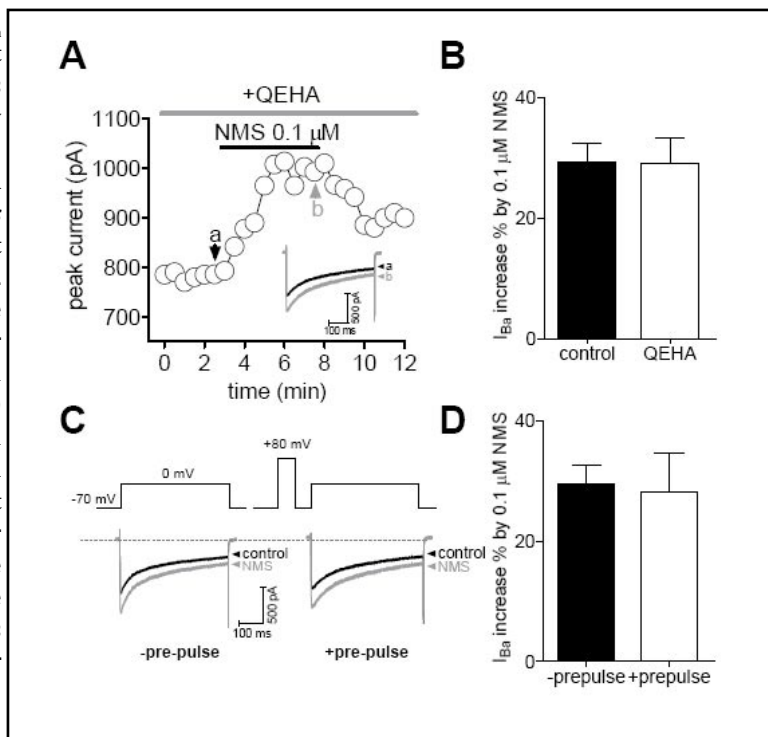 A
+QEHA
NMS 0.1 μM
peak current (pA)
1100
1000
900
800
700
a
b
a
b
500 pA
100 ms
0 2 4 6 8 10 12
time (min)
B
I_Ba increase % by 0.1 μM NMS
40
20
0
control QEHA
C
+80 mV
0 mV
-70 mV
control
NMS
control
NMS
500 pA
100 ms
-pre-pulse +pre-pulse
D
I_Ba increase % by 0.1 μM NMS
40
20
0
-prepulse +prepulse